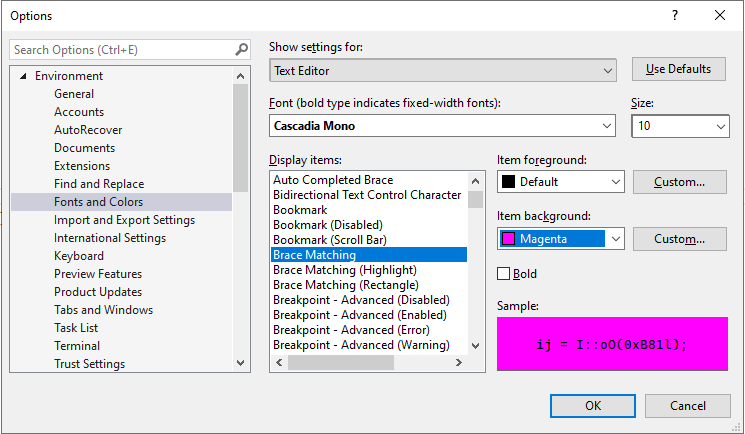 Options
Search Options (Ctrl+E)
Environment
General
Accounts
AutoRecover
Documents
Extensions
Find and Replace
Fonts and Colors
Import and Export Settings
International Settings
Keyboard
Preview Features
Product Updates
Tabs and Windows
Task List
Terminal
Trust Settings
Show settings for:
Text Editor
Use Defaults
Font (bold type indicates fixed-width fonts):
Cascadia Mono
Size:
10
Display items:
Auto Completed Brace
Bidirectional Text Control Character
Bookmark
Bookmark (Disabled)
Bookmark (Scroll Bar)
Brace Matching
Brace Matching (Highlight)
Brace Matching (Rectangle)
Breakpoint - Advanced (Disabled)
Breakpoint - Advanced (Enabled)
Breakpoint - Advanced (Error)
Breakpoint - Advanced (Warning)
Item foreground:
Default
Custom...
Item background:
Magenta
Custom...
Bold
Sample:
ij = I::oO(0xB81l);
OK
Cancel